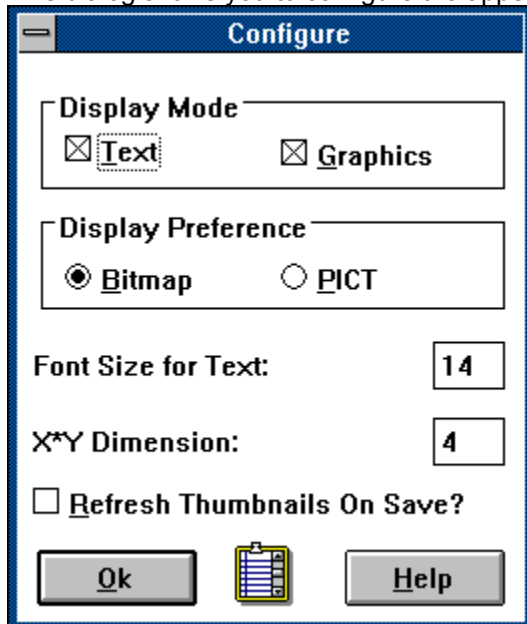 Configure
Display Mode
Text Graphics
Display Preference
Bitmap PICT
Font Size for Text: 14
X*Y Dimension: 4
Refresh Thumbnails On Save?
Ok Help